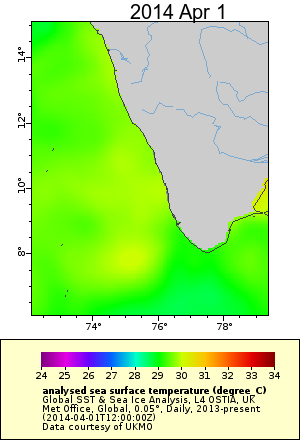 2014 Apr 1
14°
12°
10°
8°
74° 76° 78°
24 25 26 27 28 29 30 31 32 33 34
analysed sea surface temperature (degree_C)
Global SST & Sea Ice Analysis, L4 OSTIA, UK
Met Office, Global, 0.05°, Daily, 2013-present
(2014-04-01T12:00:00Z)
Data courtesy of UKMO